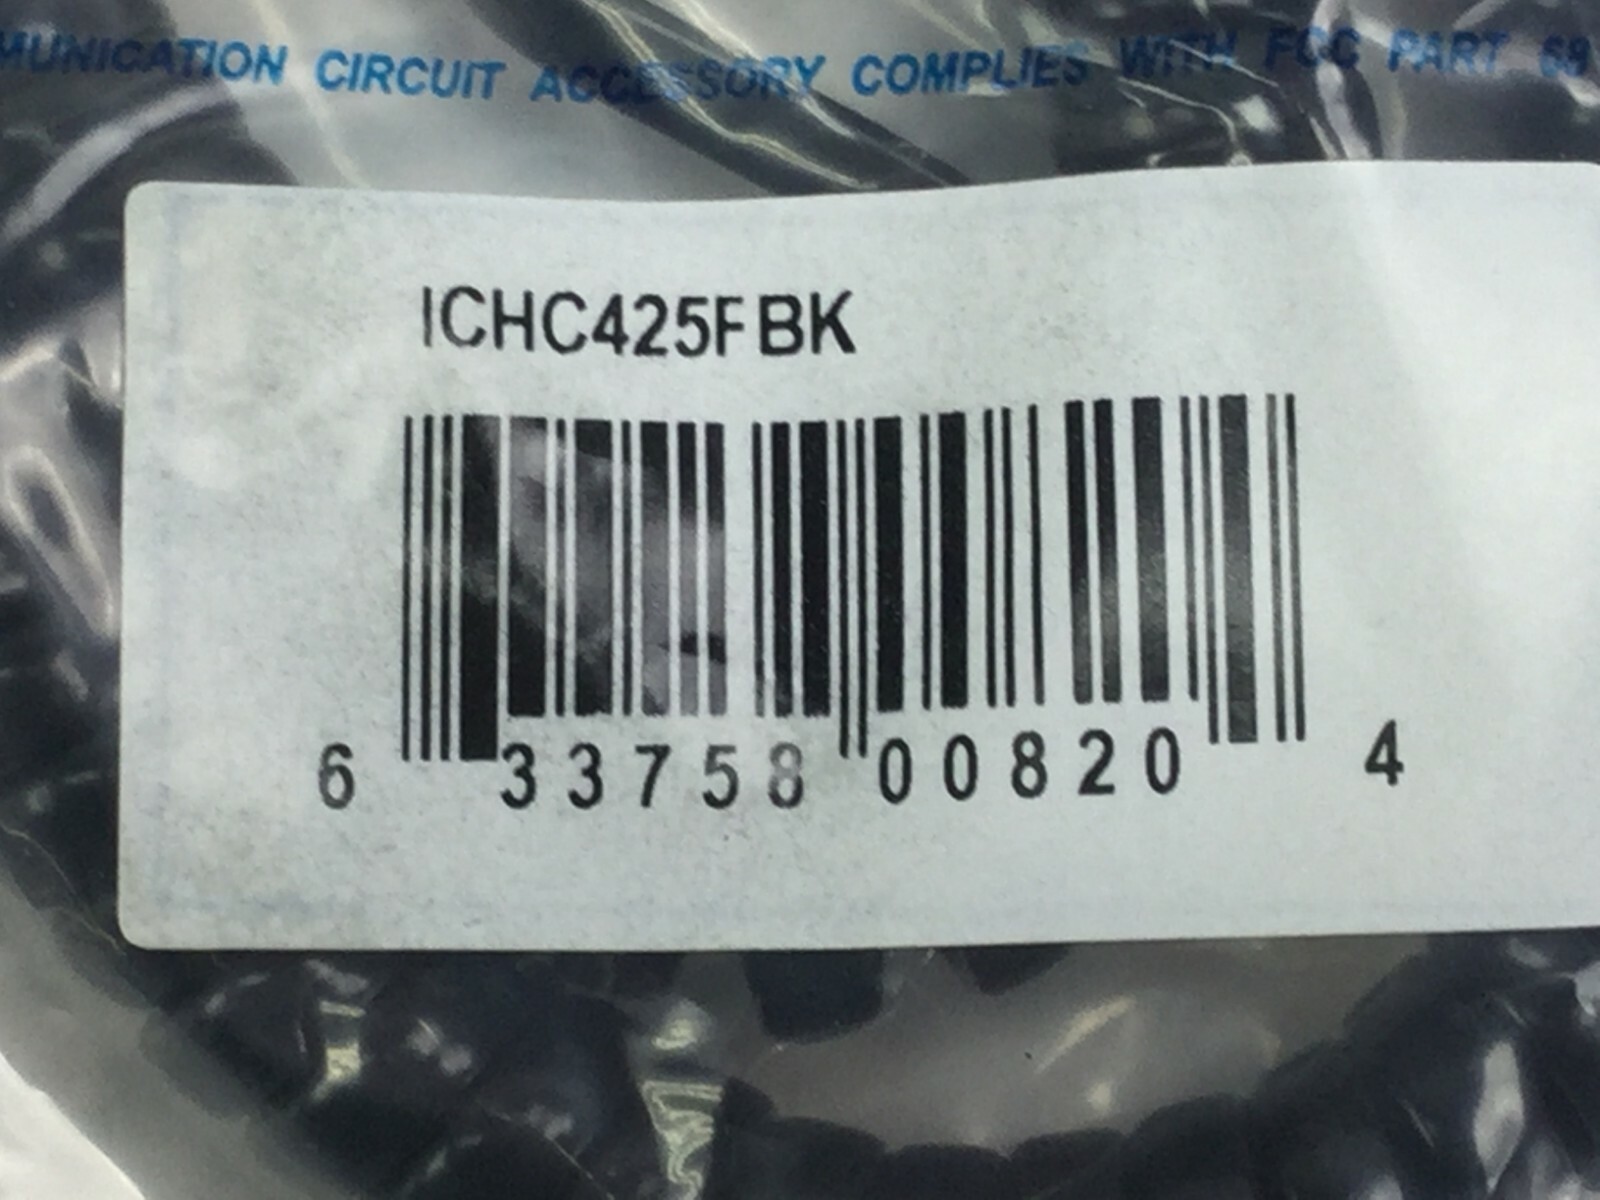 MUNICATION CIRCUIT ACCESSORY COMPLIES WITH FCC PART 68
ICHC425FBK
6 33758 00820 4